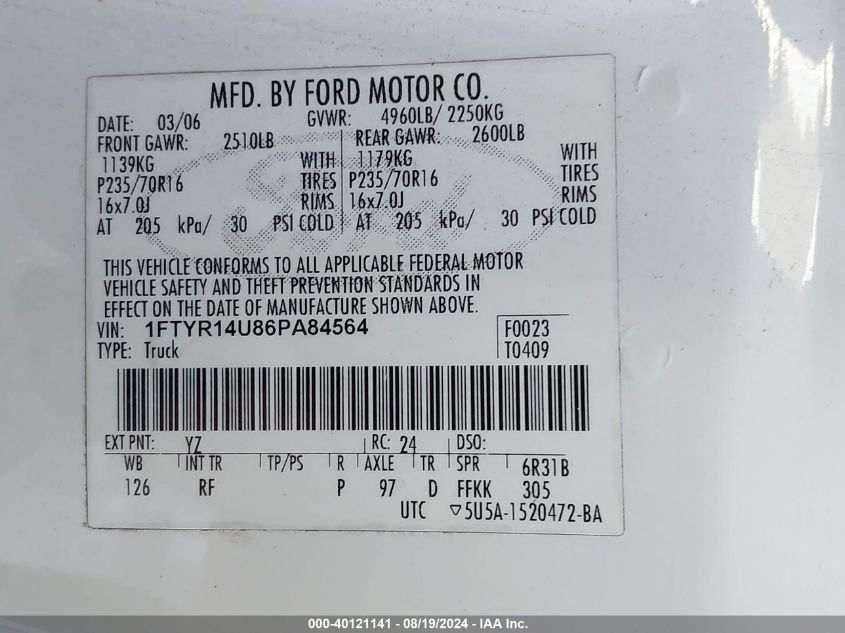 MFD. BY FORD MOTOR CO.
DATE: 03/06 GVWR: 4960LB/ 2250KG
FRONT GAWR: 2510LB REAR GAWR: 2600LB
1139KG WITH 1179KG WITH
P235/70R16 TIRES P235/70R16 TIRES
16x7.0J RIMS 16x7.0J RIMS
AT 205 kPa/ 30 PSI COLD AT 205 kPa/ 30 PSI COLD
Ford
THIS VEHICLE CONFORMS TO ALL APPLICABLE FEDERAL MOTOR
VEHICLE SAFETY AND THEFT PREVENTION STANDARDS IN
EFFECT ON THE DATE OF MANUFACTURE SHOWN ABOVE.
VIN: 1FTYR14U86PA84564 F0023
TYPE: Truck T0409
EXT PNT: YZ RC: 24 DSO:
WB INT TR TP/PS R AXLE TR SPR 6R31B
126 RF P 97 D FFKK 305
UTC ▽5U5A-1520472-BA
000-40121141 - 08/19/2024 - IAA Inc.